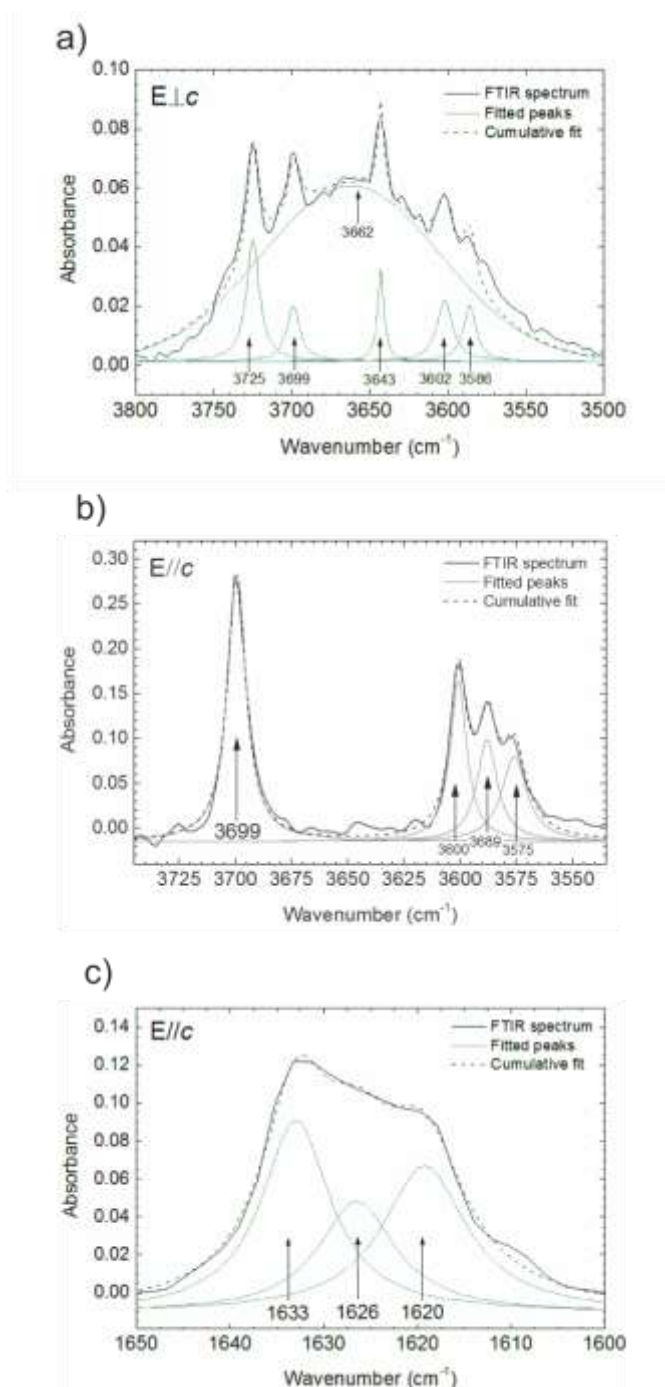 a)
E⊥c
FTIR spectrum
Fitted peaks
Cumulative fit
0.10
0.08
0.06
0.04
0.02
0.00
Absorbance
3662
3725 3699 3643 3602 3586
3800 3750 3700 3650 3600 3550 3500
Wavenumber (cm⁻¹)
b)
E//c
FTIR spectrum
Fitted peaks
Cumulative fit
0.30
0.25
0.20
0.15
0.10
0.05
0.00
Absorbance
3699 3600 3589 3575
3725 3700 3675 3650 3625 3600 3575 3550
Wavenumber (cm⁻¹)
c)
E//c
FTIR spectrum
Fitted peaks
Cumulative fit
0.14
0.12
0.10
0.08
0.06
0.04
0.02
0.00
Absorbance
1633 1626 1620
1650 1640 1630 1620 1610 1600
Wavenumber (cm⁻¹)